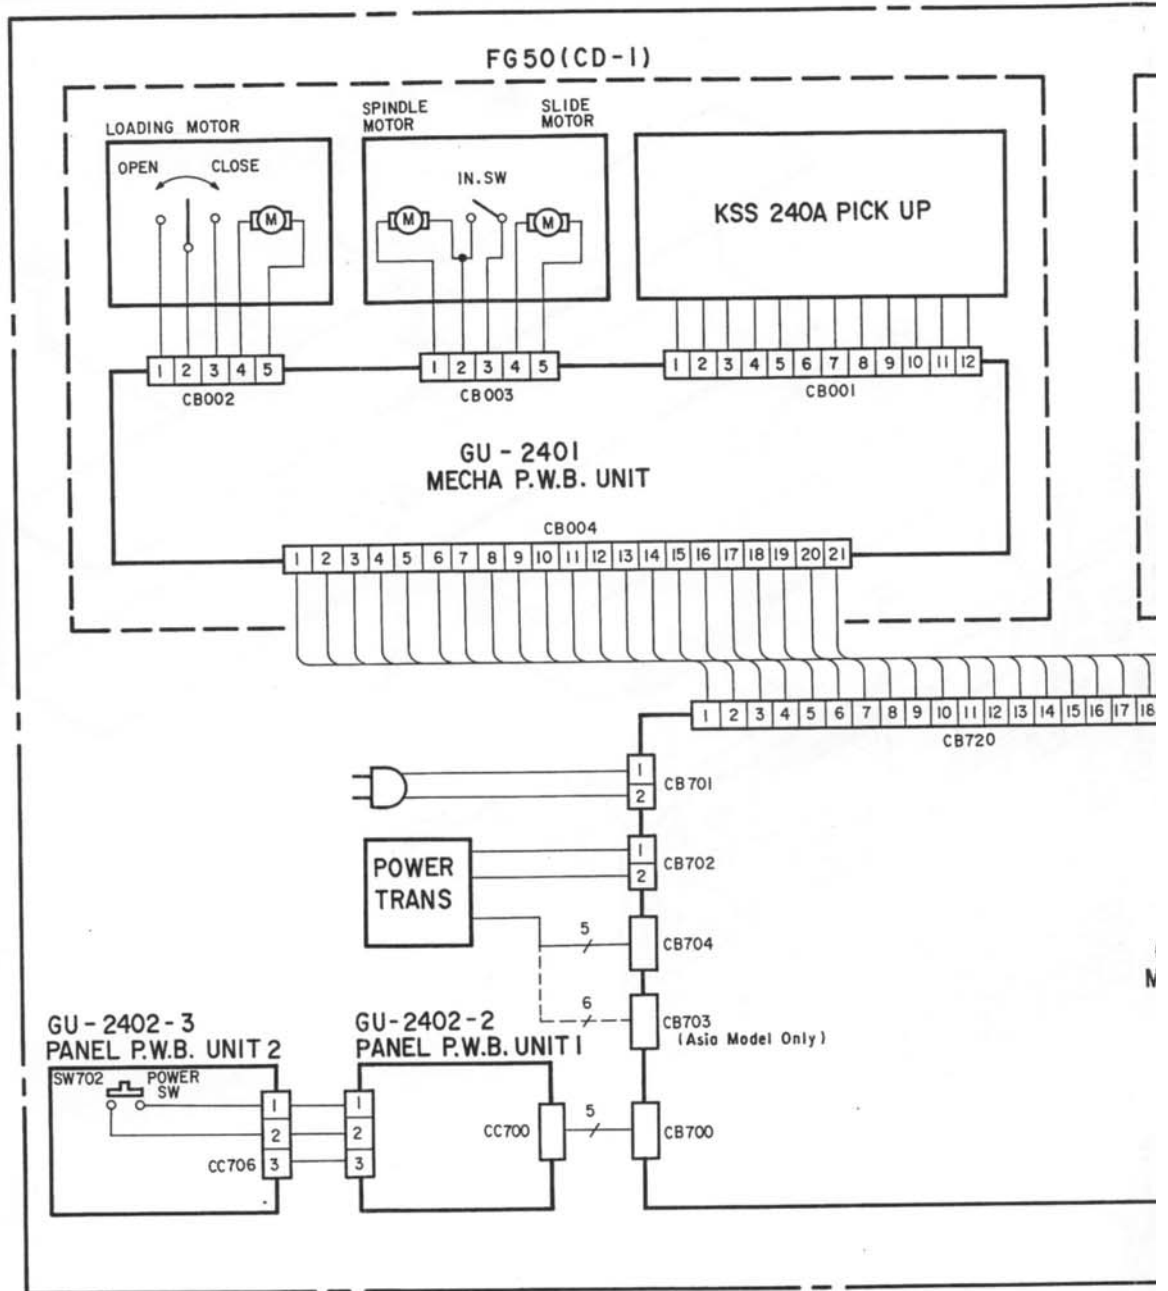 FG50(CD-1)
LOADING MOTOR
OPEN CLOSE
M
SPINDLE
MOTOR
SLIDE
MOTOR
IN.SW
M
M
KSS 240A PICK UP
1 2 3 4 5
CB002
1 2 3 4 5
CB003
1 2 3 4 5 6 7 8 9 10 11 12
CB001
GU-2401
MECHA P.W.B. UNIT
CB004
1 2 3 4 5 6 7 8 9 10 11 12 13 14 15 16 17 18 19 20 21
1 2 3 4 5 6 7 8 9 10 11 12 13 14 15 16 17 18
CB720
1
2
CB701
POWER
TRANS
1
2
CB702
5
CB704
6
CB703
(Asia Model Only)
M
GU-2402-3
PANEL P.W.B. UNIT 2
SW702
POWER
SW
1
2
3
CC706
GU-2402-2
PANEL P.W.B. UNIT 1
1
2
3
CC700
5
CB700